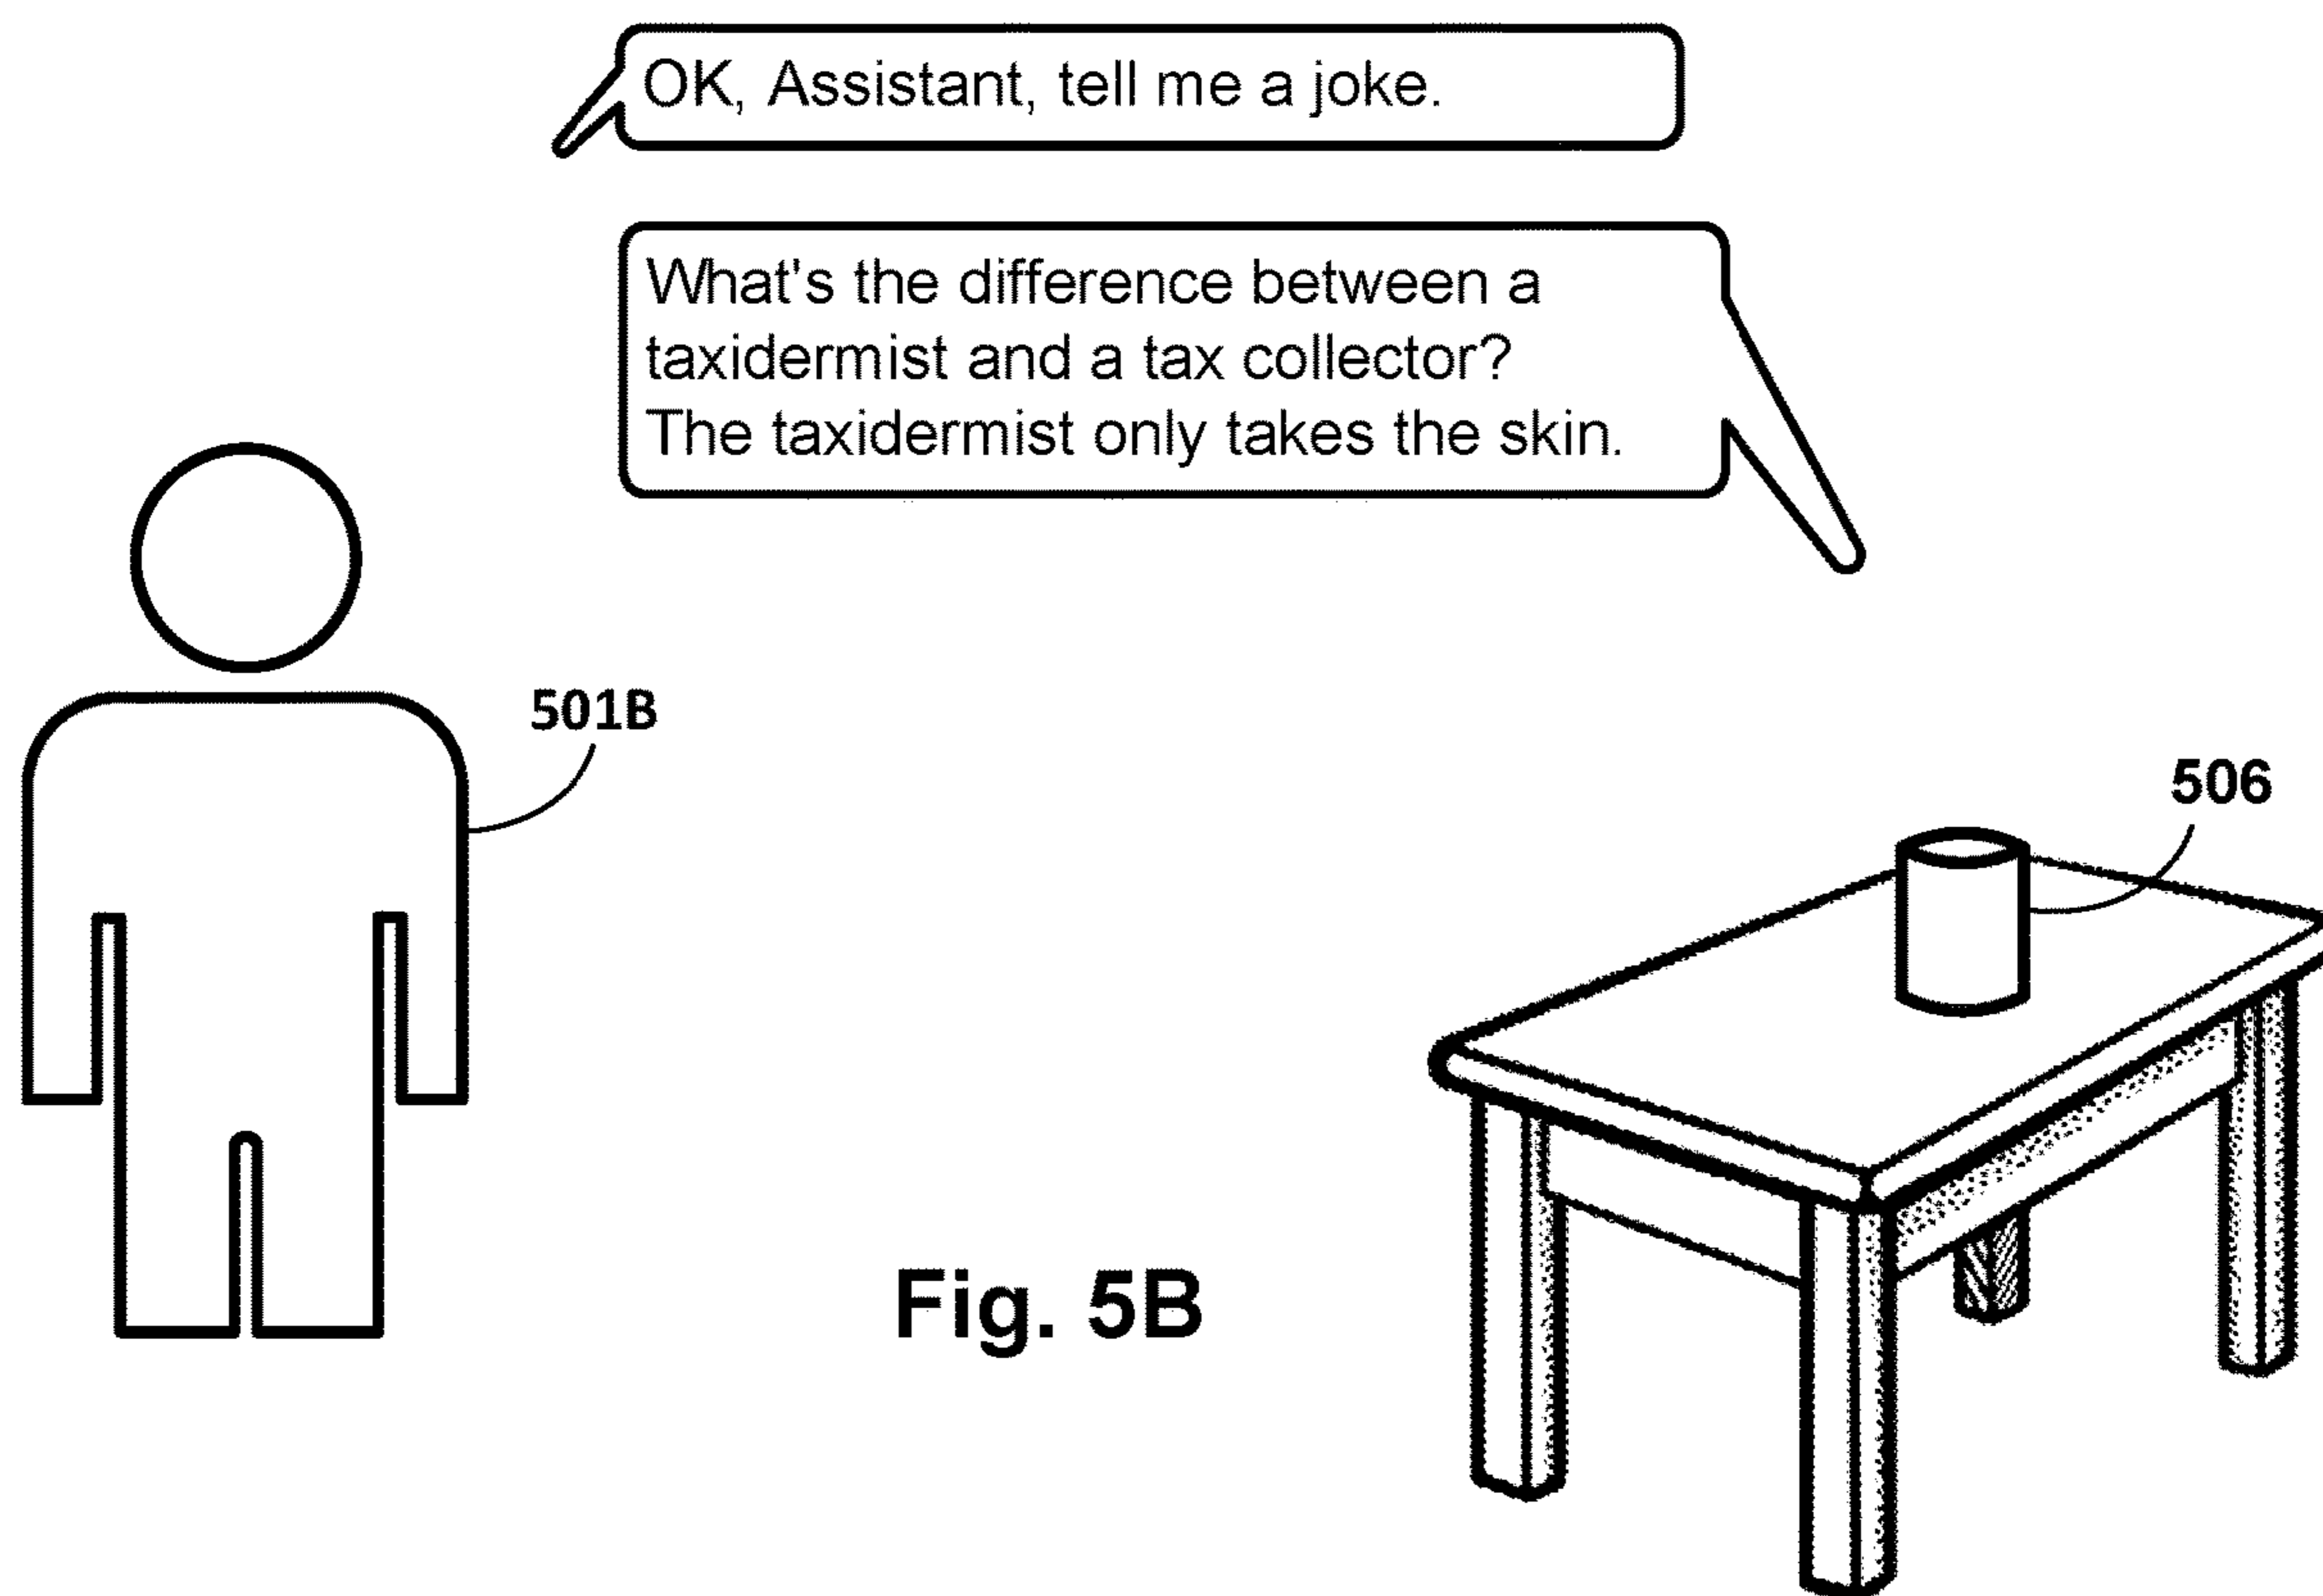 OK, Assistant, tell me a joke.
What's the difference between a
taxidermist and a tax collector?
The taxidermist only takes the skin.
501B
506
Fig. 5B